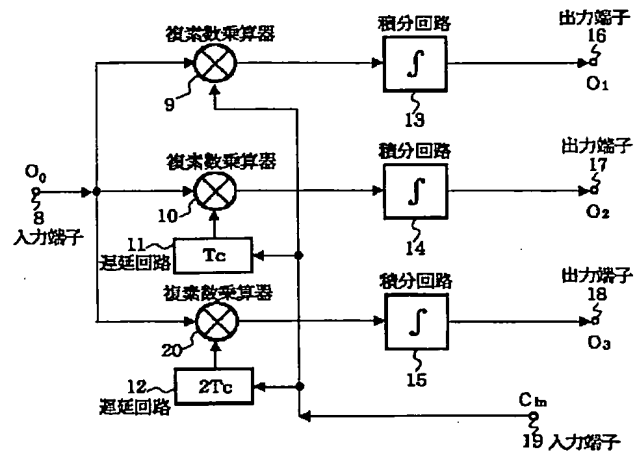 複素数乗算器
積分回路
出力端子
16
9
∫
13
O1
複素数乗算器
積分回路
出力端子
17
O0
8
入力端子
10
∫
14
O2
11
遅延回路
Tc
複素数乗算器
積分回路
出力端子
18
20
∫
15
O3
12
遅延回路
2Tc
Cin
19 入力端子